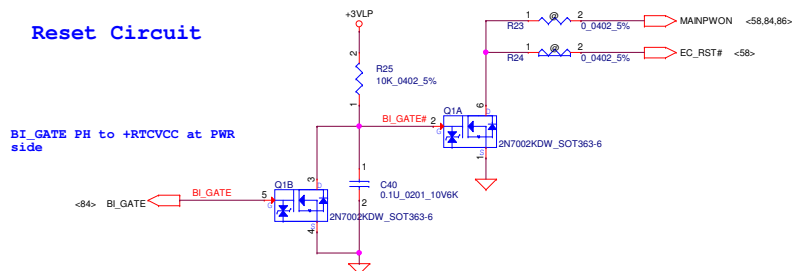 Reset Circuit
+3VLP
2
R25
10K_0402_5%
1
1
R23
@
2
0_0402_5%
MAINPWON
<58,84,86>
1
R24
@
2
0_0402_5%
EC_RST#
<58>
BI_GATE PH to +RTCVCC at PWR
side
BI_GATE#
2
G
Q1A
6
D
S
1
2N7002KDW_SOT363-6
<84>
BI_GATE
BI_GATE
5
G
Q1B
3
D
S
4
2N7002KDW_SOT363-6
1
C40
0.1U_0201_10V6K
2